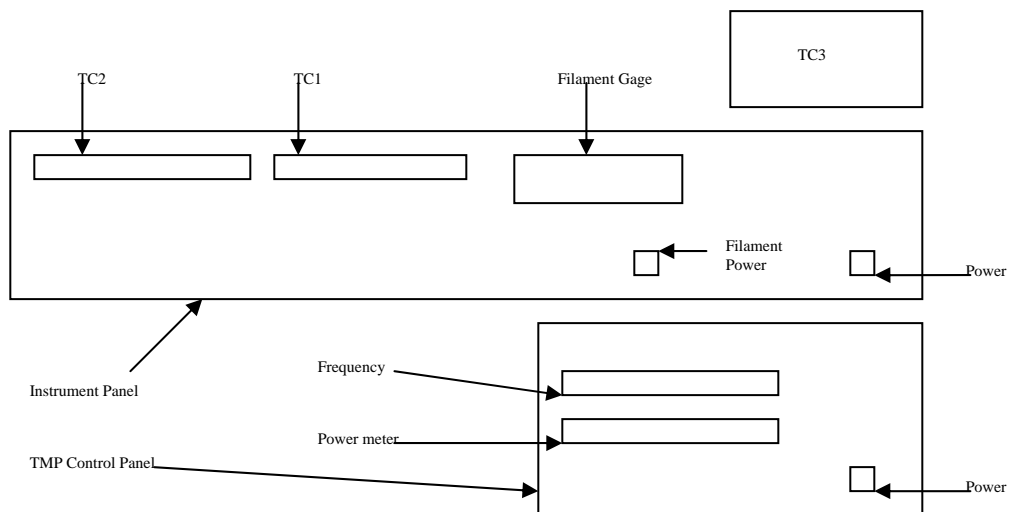 TC3
TC2
TC1
Filament Gage
Filament
Power
Power
Instrument Panel
Frequency
Power meter
TMP Control Panel
Power